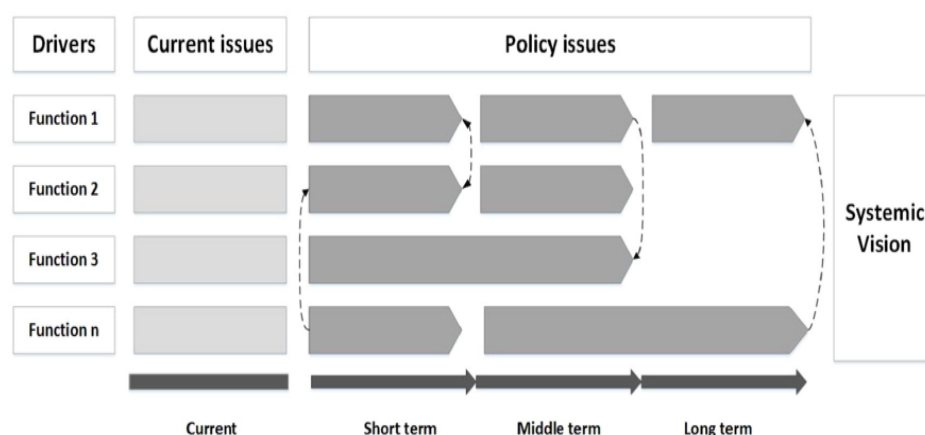 Drivers
Current issues
Policy issues
Function 1
Function 2
Function 3
Function n
Systemic
Vision
Current
Short term
Middle term
Long term